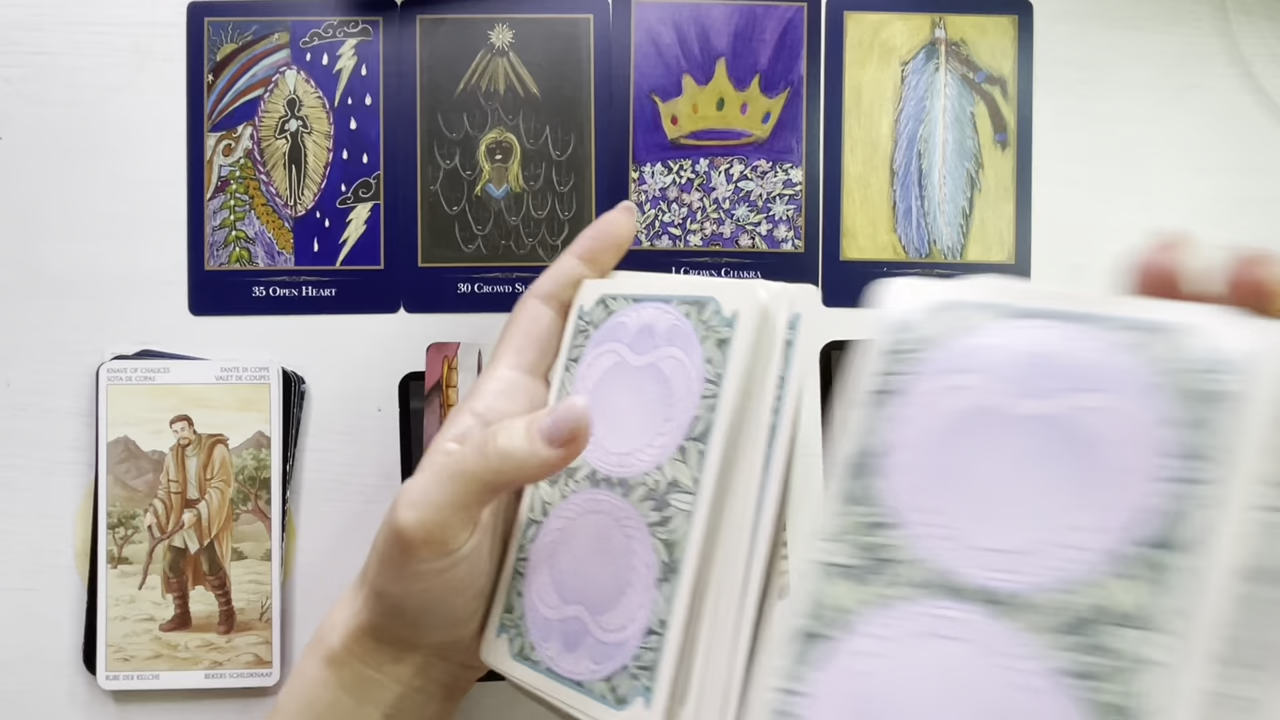 35 OPEN HEART
30 CROWD
1 CROWN CHAKRA
KNAVE OF CHALICES FANTE DI COPPE
SOTA DE COPAS VALET DE COUPES
BUBE DER KELCHE BEKERS SCHILDKNAAP